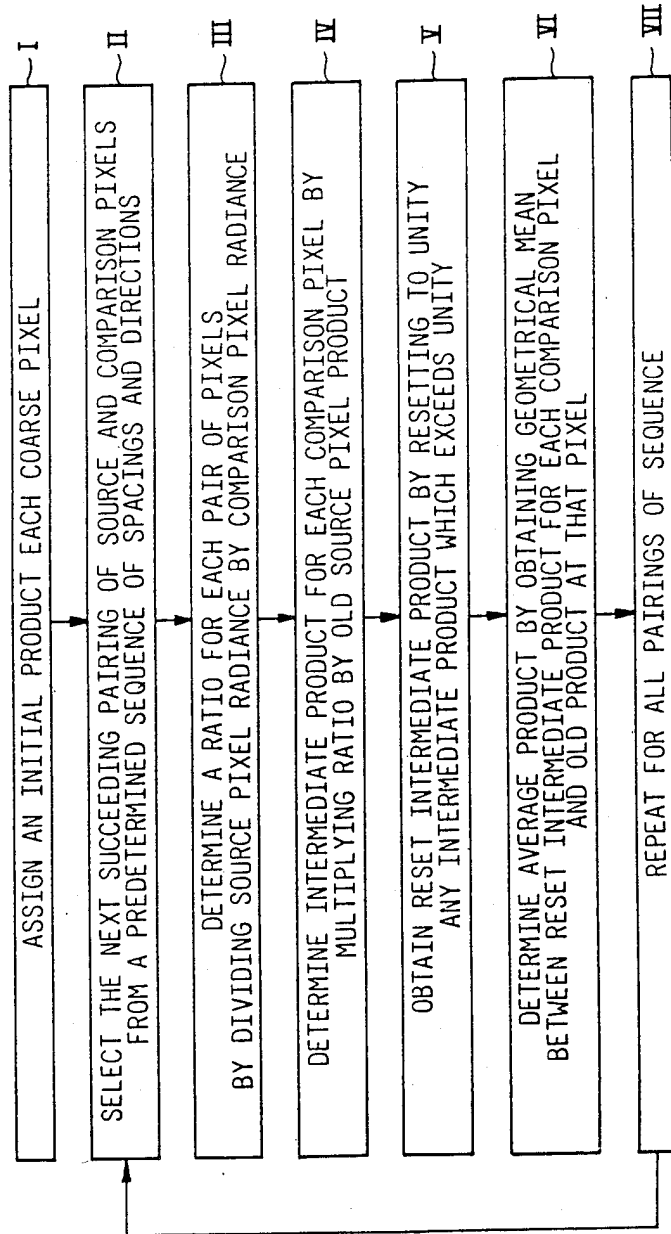 ASSIGN AN INITIAL PRODUCT EACH COARSE PIXEL
I
SELECT THE NEXT SUCCEEDING PAIRING OF SOURCE AND COMPARISON PIXELS
FROM A PREDETERMINED SEQUENCE OF SPACINGS AND DIRECTIONS
II
DETERMINE A RATIO FOR EACH PAIR OF PIXELS
BY DIVIDING SOURCE PIXEL RADIANCE BY COMPARISON PIXEL RADIANCE
III
DETERMINE INTERMEDIATE PRODUCT FOR EACH COMPARISON PIXEL BY
MULTIPLYING RATIO BY OLD SOURCE PIXEL PRODUCT
IV
OBTAIN RESET INTERMEDIATE PRODUCT BY RESETTING TO UNITY
ANY INTERMEDIATE PRODUCT WHICH EXCEEDS UNITY
V
DETERMINE AVERAGE PRODUCT BY OBTAINING GEOMETRICAL MEAN
BETWEEN RESET INTERMEDIATE PRODUCT FOR EACH COMPARISON PIXEL
AND OLD PRODUCT AT THAT PIXEL
VI
REPEAT FOR ALL PAIRINGS OF SEQUENCE
VII